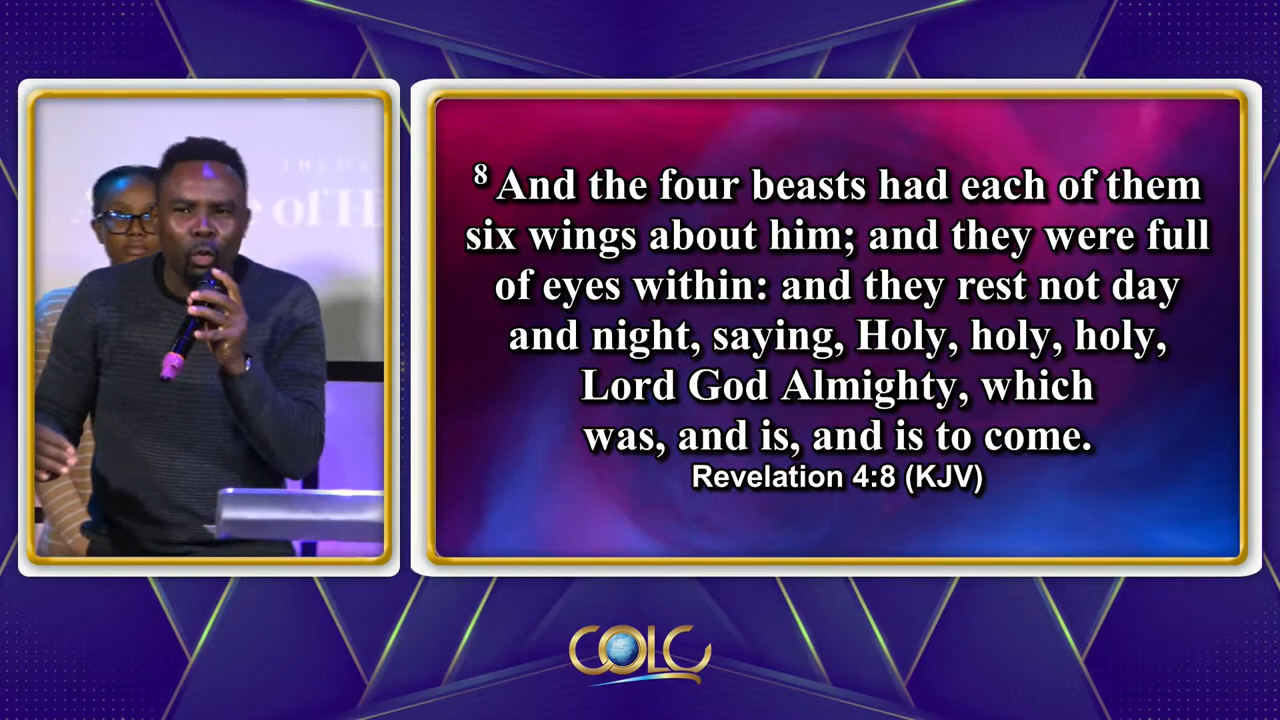 THEME
of H
8 And the four beasts had each of them
six wings about him; and they were full
of eyes within: and they rest not day
and night, saying, Holy, holy, holy,
Lord God Almighty, which
was, and is, and is to come.
Revelation 4:8 (KJV)
COLC